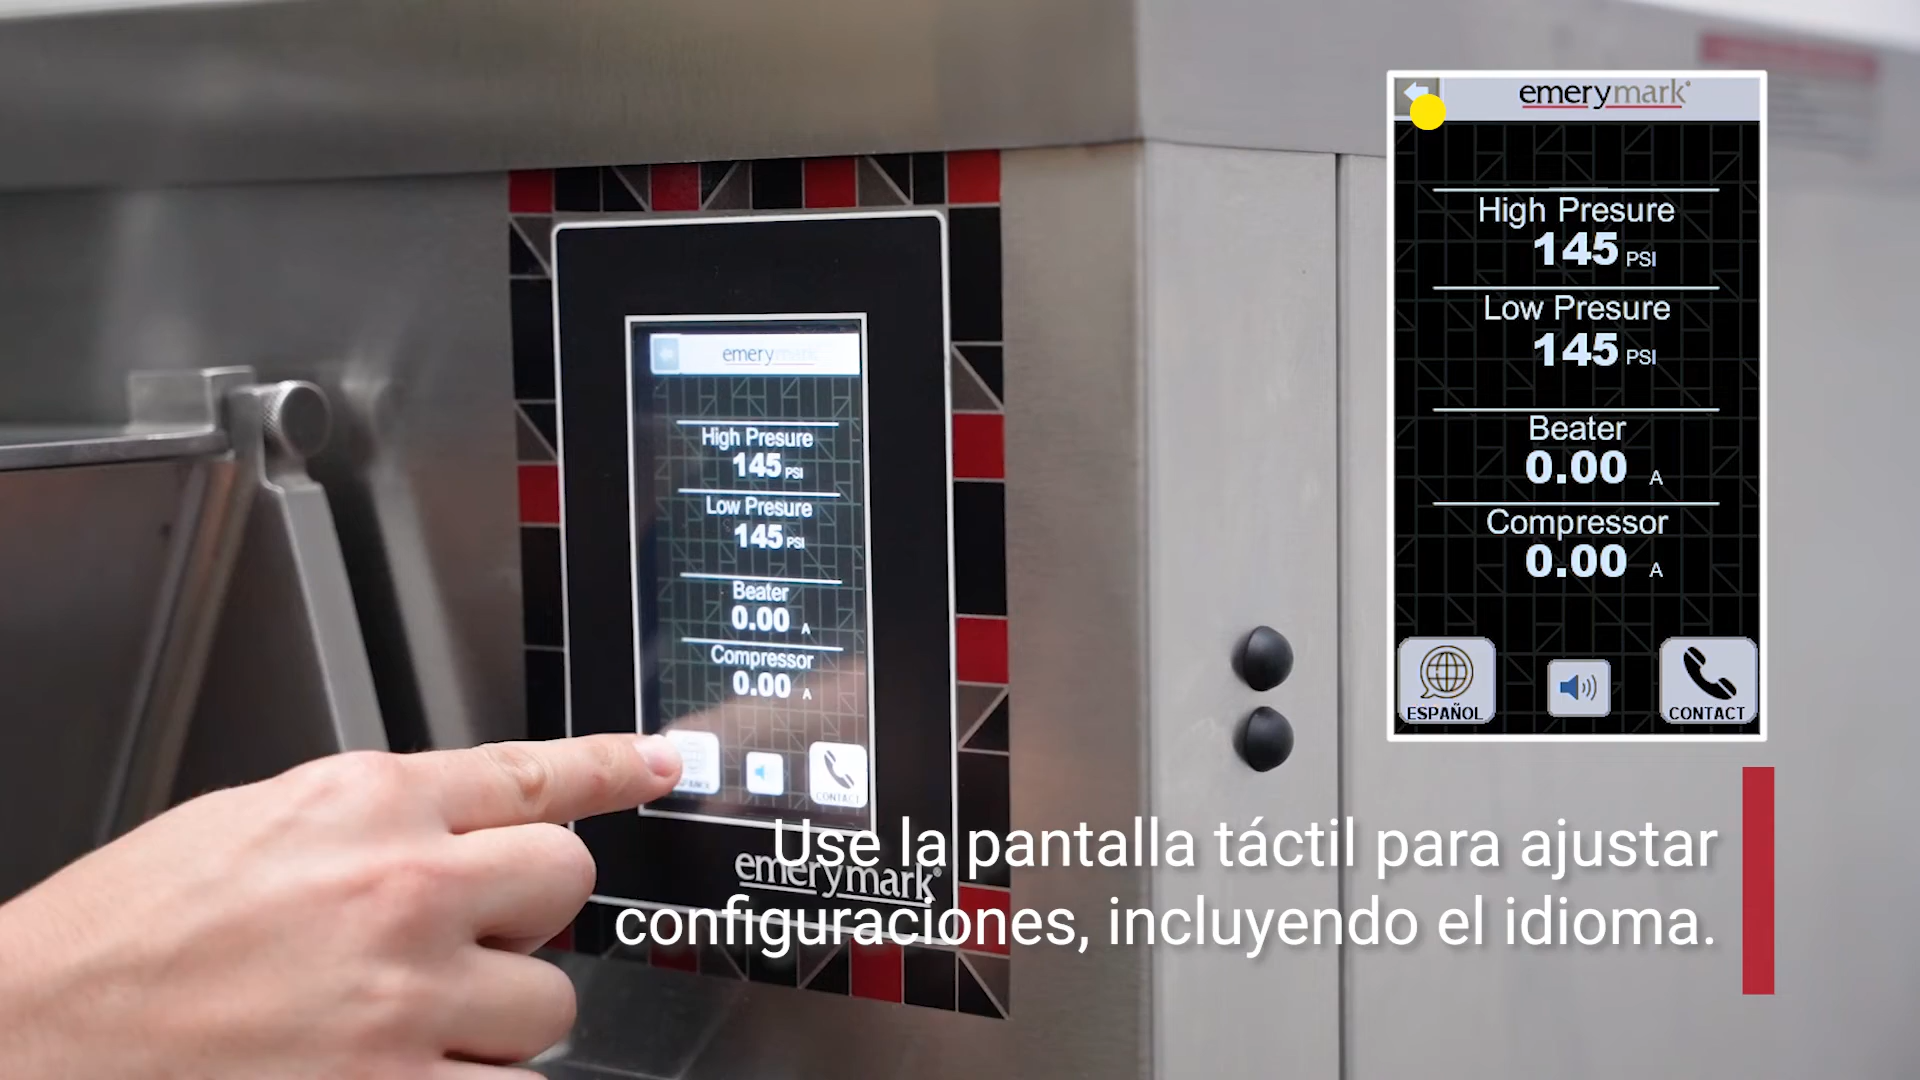 emerymark
High Presure
145 PSI
Low Presure
145 PSI
Beater
0.00 A
Compressor
0.00 A
CONTACT
emerymark®
emerymark®
High Presure
145 PSI
Low Presure
145 PSI
Beater
0.00 A
Compressor
0.00 A
ESPAÑOL
CONTACT
Use la pantalla táctil para ajustar
configuraciones, incluyendo el idioma.